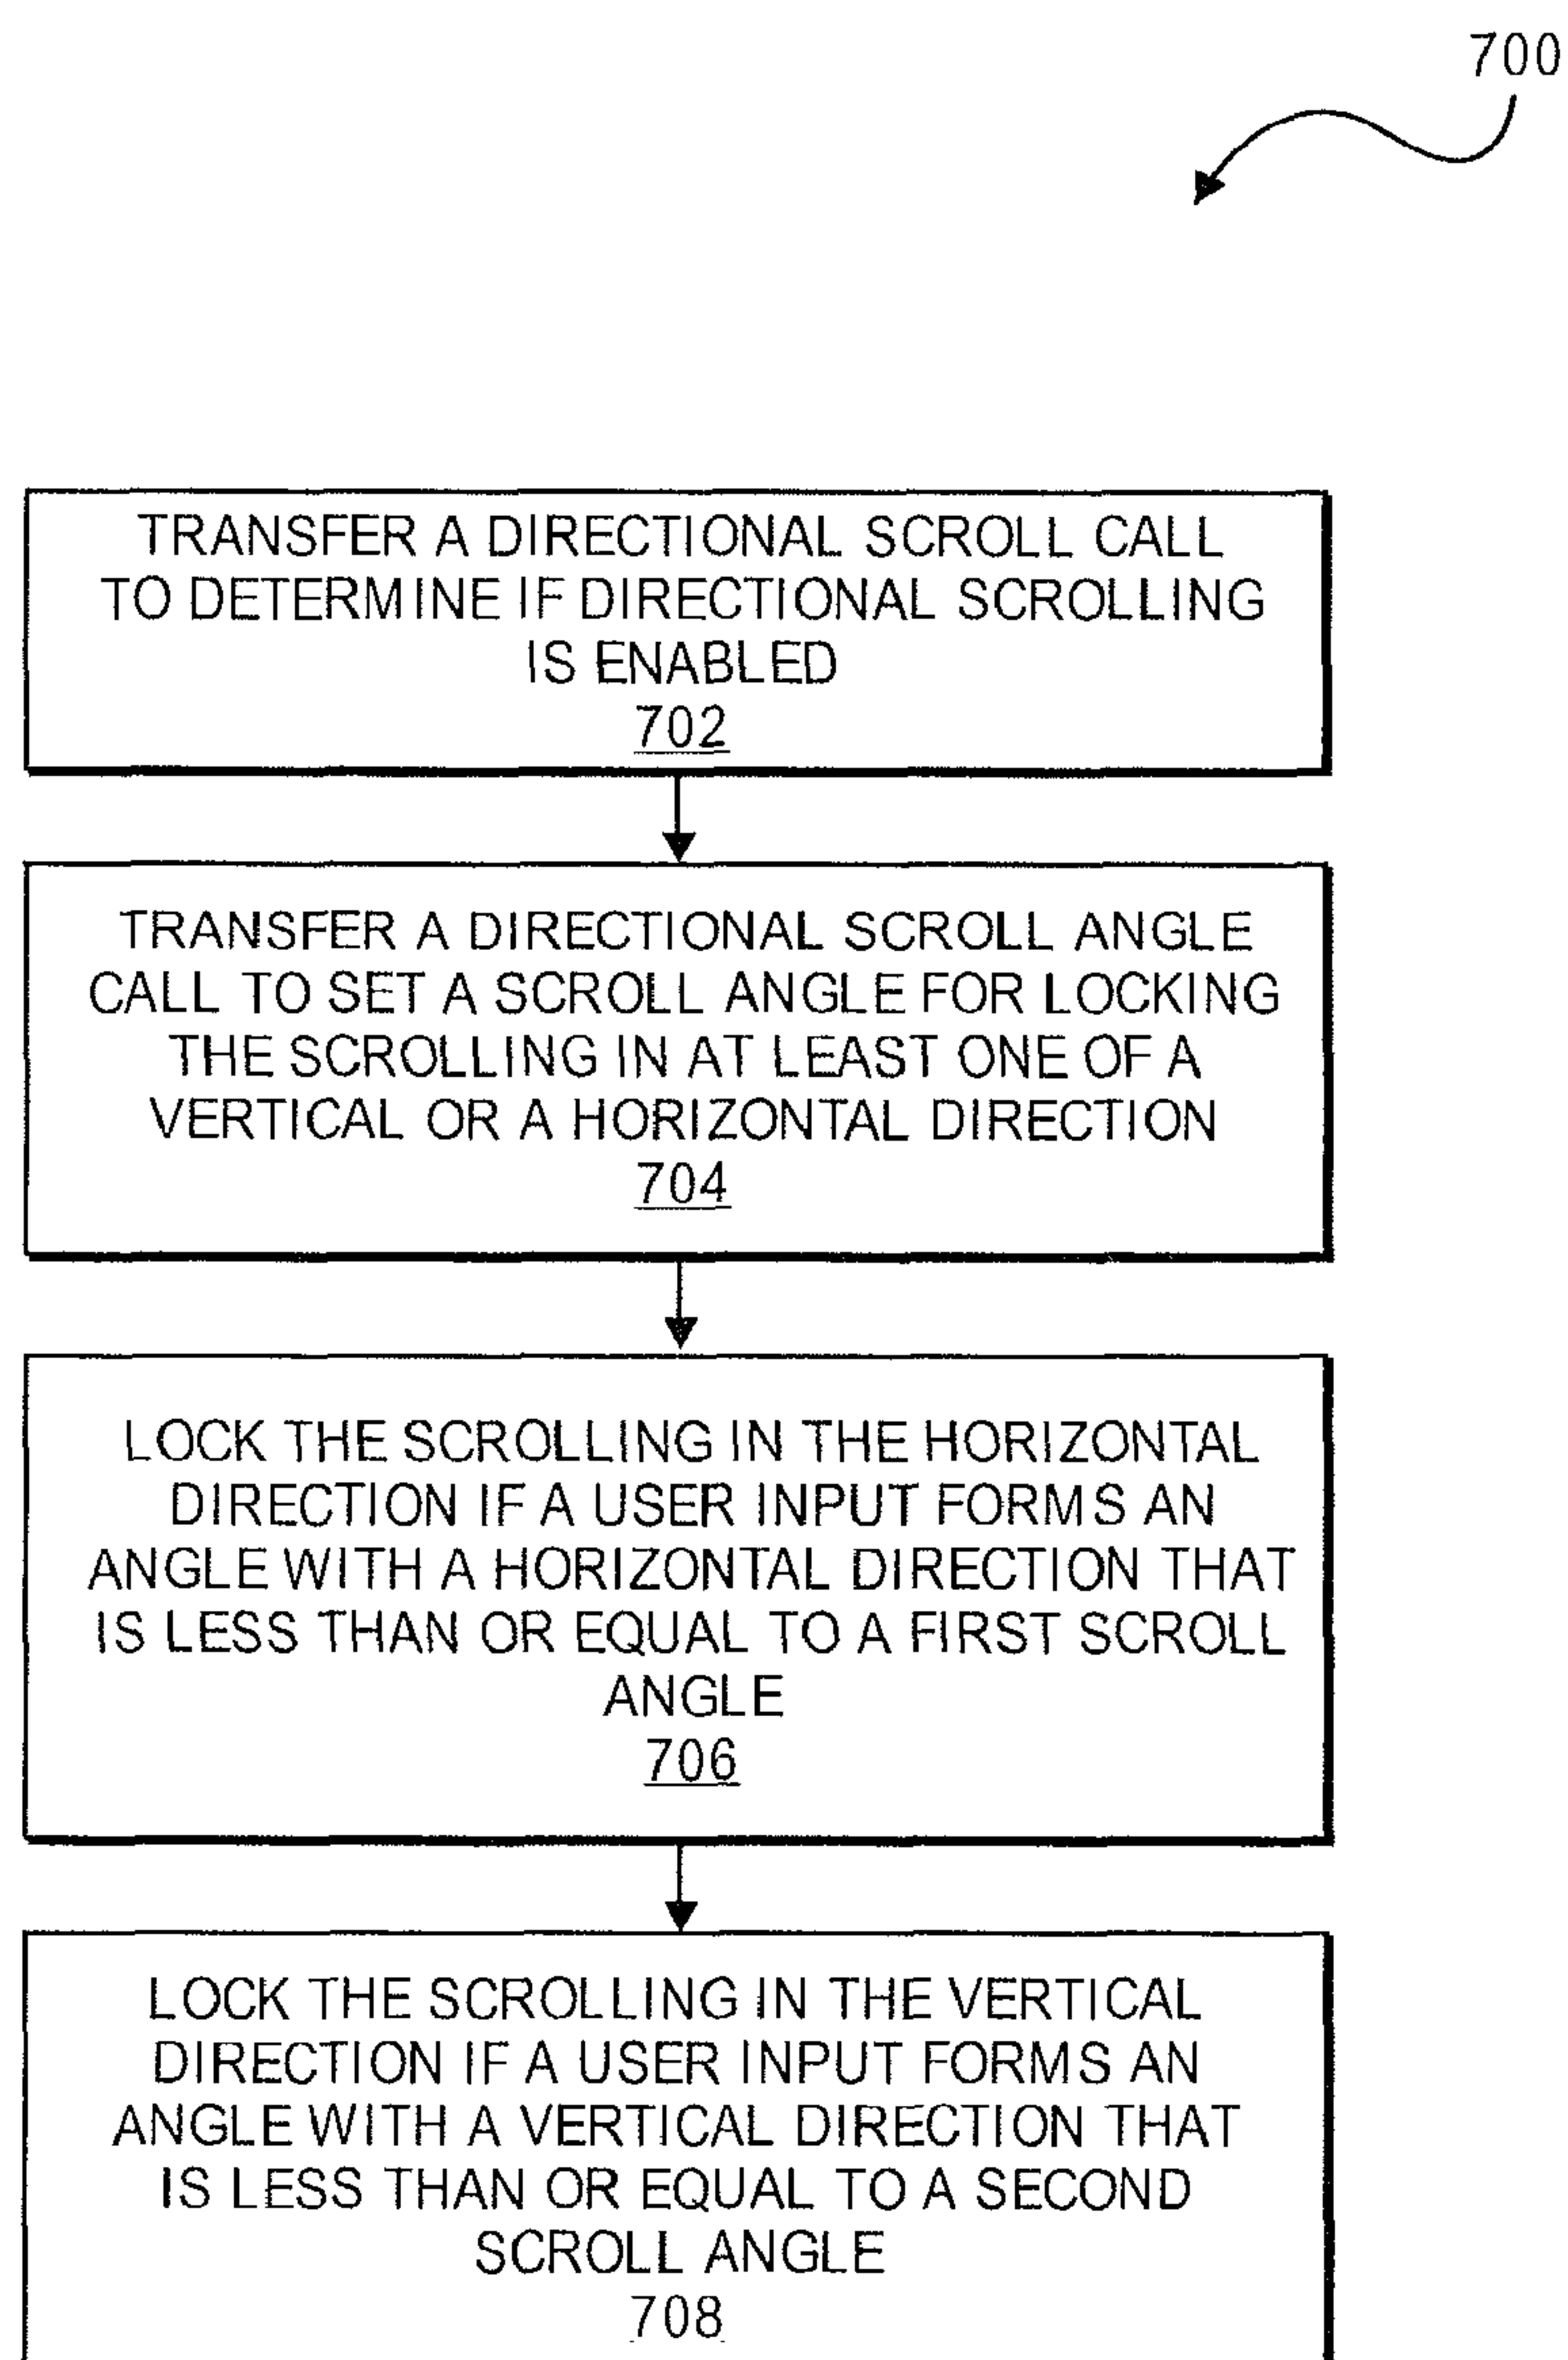 700
TRANSFER A DIRECTIONAL SCROLL CALL
TO DETERMINE IF DIRECTIONAL SCROLLING
IS ENABLED
702
TRANSFER A DIRECTIONAL SCROLL ANGLE
CALL TO SET A SCROLL ANGLE FOR LOCKING
THE SCROLLING IN AT LEAST ONE OF A
VERTICAL OR A HORIZONTAL DIRECTION
704
LOCK THE SCROLLING IN THE HORIZONTAL
DIRECTION IF A USER INPUT FORMS AN
ANGLE WITH A HORIZONTAL DIRECTION THAT
IS LESS THAN OR EQUAL TO A FIRST SCROLL
ANGLE
706
LOCK THE SCROLLING IN THE VERTICAL
DIRECTION IF A USER INPUT FORMS AN
ANGLE WITH A VERTICAL DIRECTION THAT
IS LESS THAN OR EQUAL TO A SECOND
SCROLL ANGLE
708